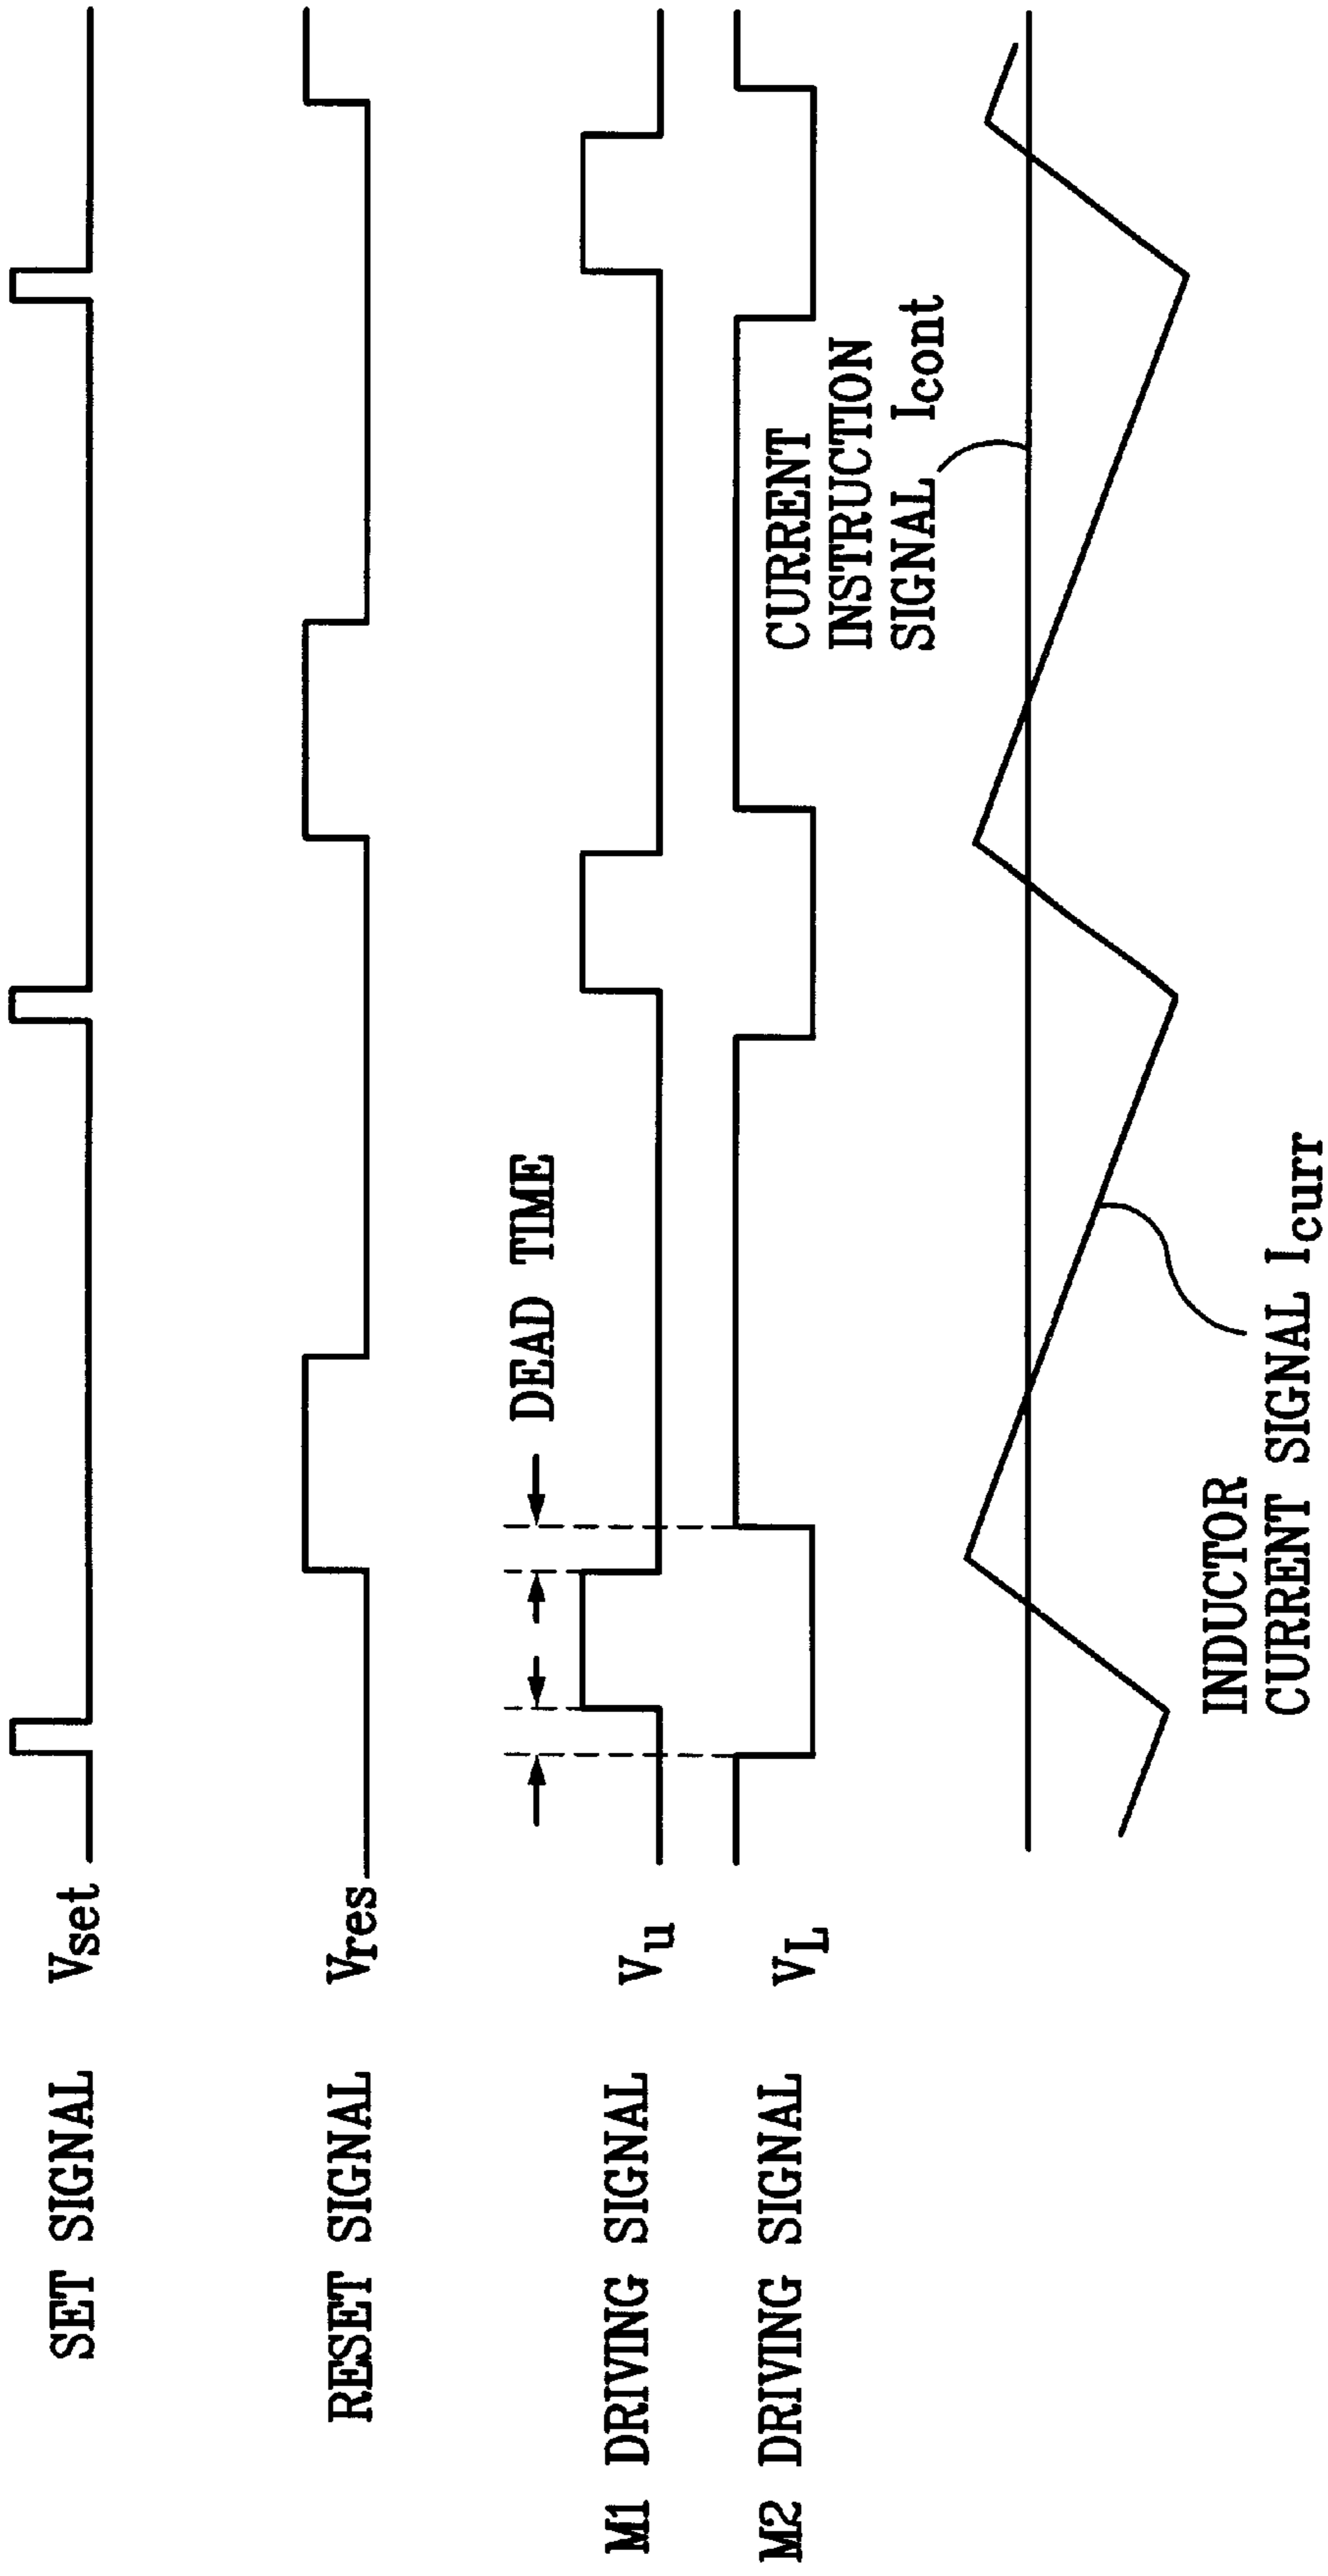 SET SIGNAL Vset
RESET SIGNAL Vres
DEAD TIME
M1 DRIVING SIGNAL Vu
M2 DRIVING SIGNAL VL
CURRENT
INSTRUCTION
SIGNAL Icont
INDUCTOR
CURRENT SIGNAL Icurr